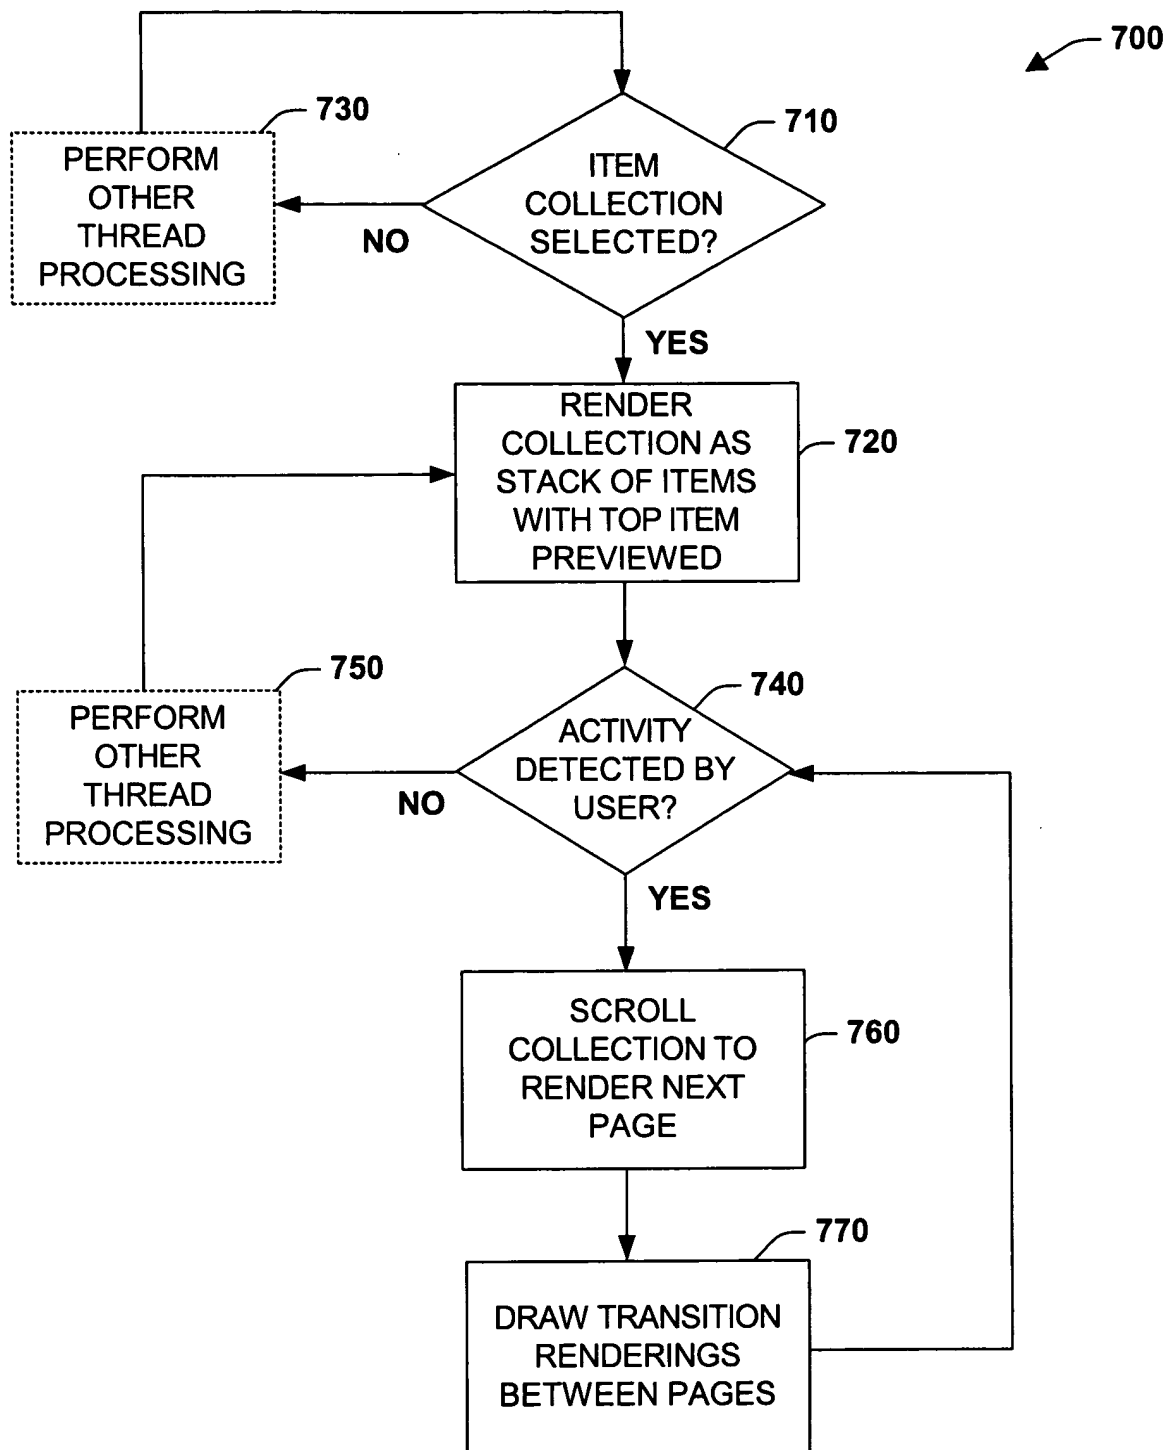 700
730
PERFORM
OTHER
THREAD
PROCESSING
710
ITEM
COLLECTION
SELECTED?
NO
YES
RENDER
COLLECTION AS
STACK OF ITEMS
WITH TOP ITEM
PREVIEWED
720
750
PERFORM
OTHER
THREAD
PROCESSING
740
ACTIVITY
DETECTED BY
USER?
NO
YES
SCROLL
COLLECTION TO
RENDER NEXT
PAGE
760
770
DRAW TRANSITION
RENDERINGS
BETWEEN PAGES